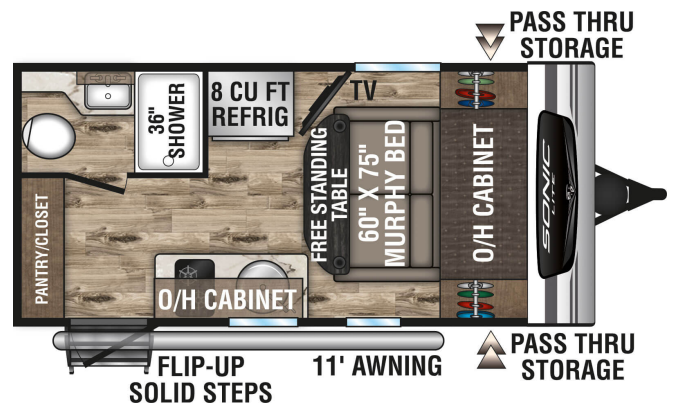 PASS THRU
STORAGE
36"
SHOWER
8 CU FT
REFRIG
TV
FREE STANDING
TABLE
60" X 75"
MURPHY BED
O/H CABINET
SONIC
LITE
PANTRY/CLOSET
O/H CABINET
FLIP-UP
SOLID STEPS
11' AWNING
PASS THRU
STORAGE